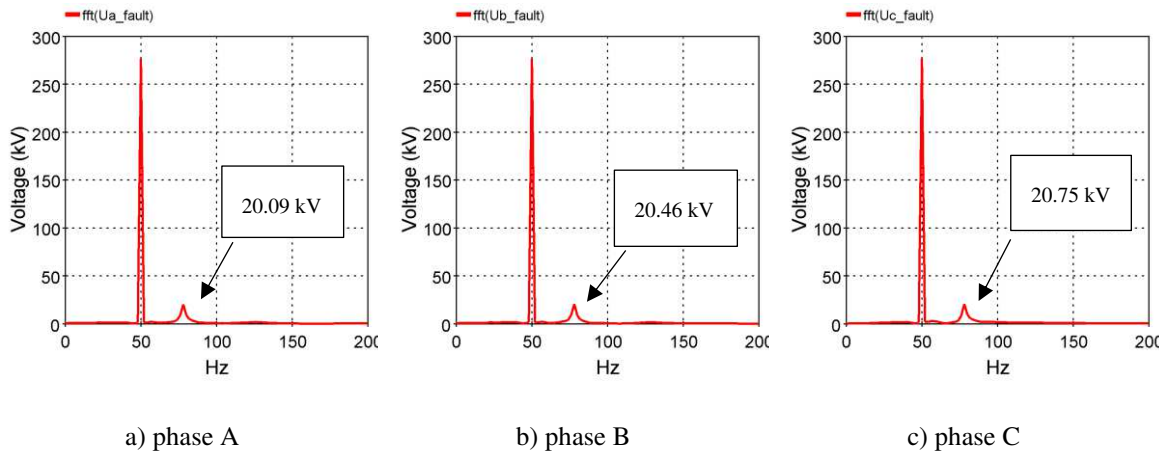 fft(Ua_fault)
300
250
200
150
100
50
0
Voltage (kV)
20.09 kV
0 50 100 150 200
Hz
a) phase A
fft(Ub_fault)
300
250
200
150
100
50
0
Voltage (kV)
20.46 kV
0 50 100 150 200
Hz
b) phase B
fft(Uc_fault)
300
250
200
150
100
50
0
Voltage (kV)
20.75 kV
0 50 100 150 200
Hz
c) phase C